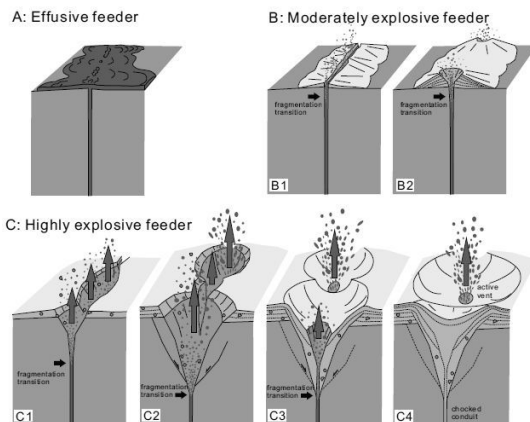 A: Effusive feeder
B: Moderately explosive feeder
fragmentation
transition
B1
fragmentation
transition
B2
C: Highly explosive feeder
fragmentation
transition
C1
fragmentation
transition
C2
fragmentation
transition
C3
active
vent
chocked
conduit
C4